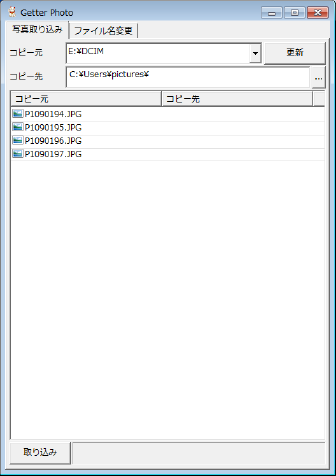 Getter Photo
写真取り込み ファイル名変更
コピー元 E:¥DCIM 更新
コピー先 C:¥Users¥pictures¥ ...
コピー元 コピー先
P1090194.JPG
P1090195.JPG
P1090196.JPG
P1090197.JPG
取り込み